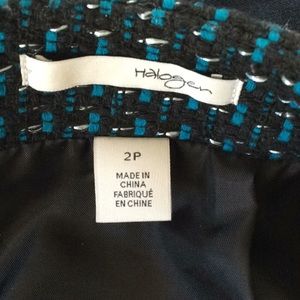 Halogen
2P
MADE IN
CHINA
FABRIQUÉ
EN CHINE